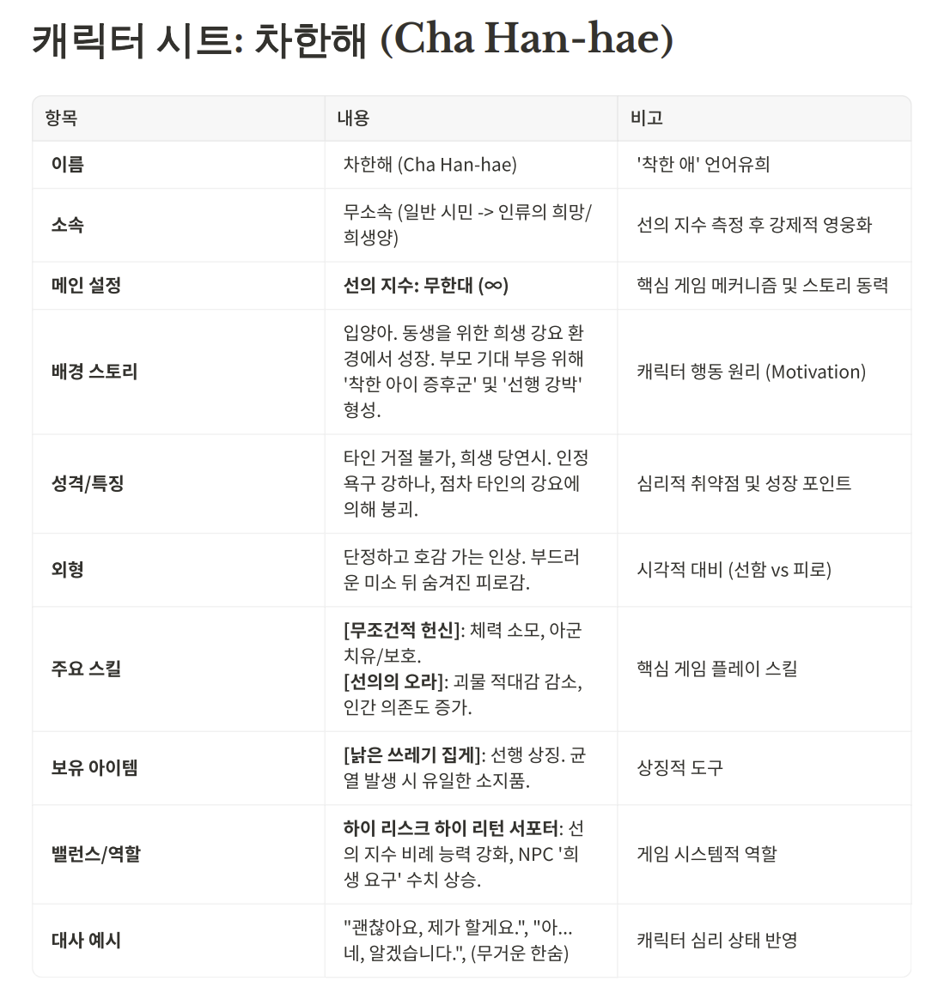 캐릭터 시트: 차한해 (Cha Han-hae)
항목
내용
비고
이름
차한해 (Cha Han-hae)
'착한 애' 언어유희
소속
무소속 (일반 시민 -> 인류의 희망/
희생양)
선의 지수 측정 후 강제적 영웅화
메인 설정
선의 지수: 무한대 (∞)
핵심 게임 메커니즘 및 스토리 동력
배경 스토리
입양아. 동생을 위한 희생 강요 환
경에서 성장. 부모 기대 부응 위해
'착한 아이 증후군' 및 '선행 강박'
형성.
캐릭터 행동 원리 (Motivation)
성격/특징
타인 거절 불가, 희생 당연시. 인정
욕구 강하나, 점차 타인의 강요에
의해 붕괴.
심리적 취약점 및 성장 포인트
외형
단정하고 호감 가는 인상. 부드러
운 미소 뒤 숨겨진 피로감.
시각적 대비 (선함 vs 피로)
주요 스킬
[무조건적 헌신]: 체력 소모, 아군
치유/보호.
[선의의 오라]: 괴물 적대감 감소,
인간 의존도 증가.
핵심 게임 플레이 스킬
보유 아이템
[낡은 쓰레기 집게]: 선행 상징. 균
열 발생 시 유일한 소지품.
상징적 도구
밸런스/역할
하이 리스크 하이 리턴 서포터: 선
의 지수 비례 능력 강화, NPC '희
생 요구' 수치 상승.
게임 시스템적 역할
대사 예시
"괜찮아요, 제가 할게요.", "아...
네, 알겠습니다.", (무거운 한숨)
캐릭터 심리 상태 반영